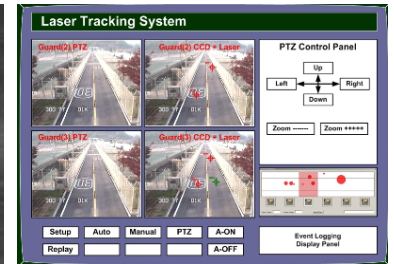 Laser Tracking System
Guard(2) PTZ
Guard(2) CCD + Laser
Guard(3) PTZ
Guard(3) CCD + Laser
PTZ Control Panel
Up
Left
Right
Down
Zoom -------
Zoom +++++
Setup
Auto
Manual
PTZ
A-ON
Replay
A-OFF
Event Logging
Display Panel